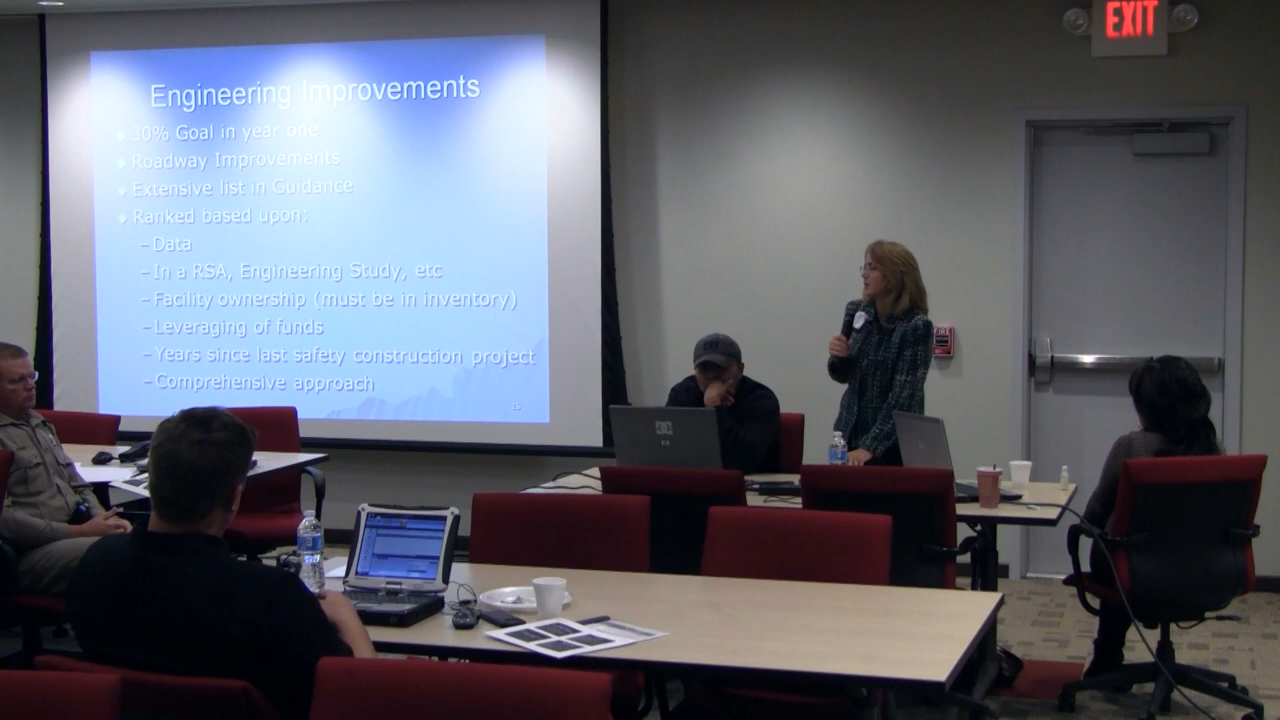 EXIT
Engineering Improvements
30% Goal in year one
Roadway Improvements
Extensive list in Guidance
Ranked based upon:
– Data
– In a RSA, Engineering Study, etc
– Facility ownership (must be in inventory)
– Leveraging of funds
– Years since last safety construction project
– Comprehensive approach
25
FIRE
hp